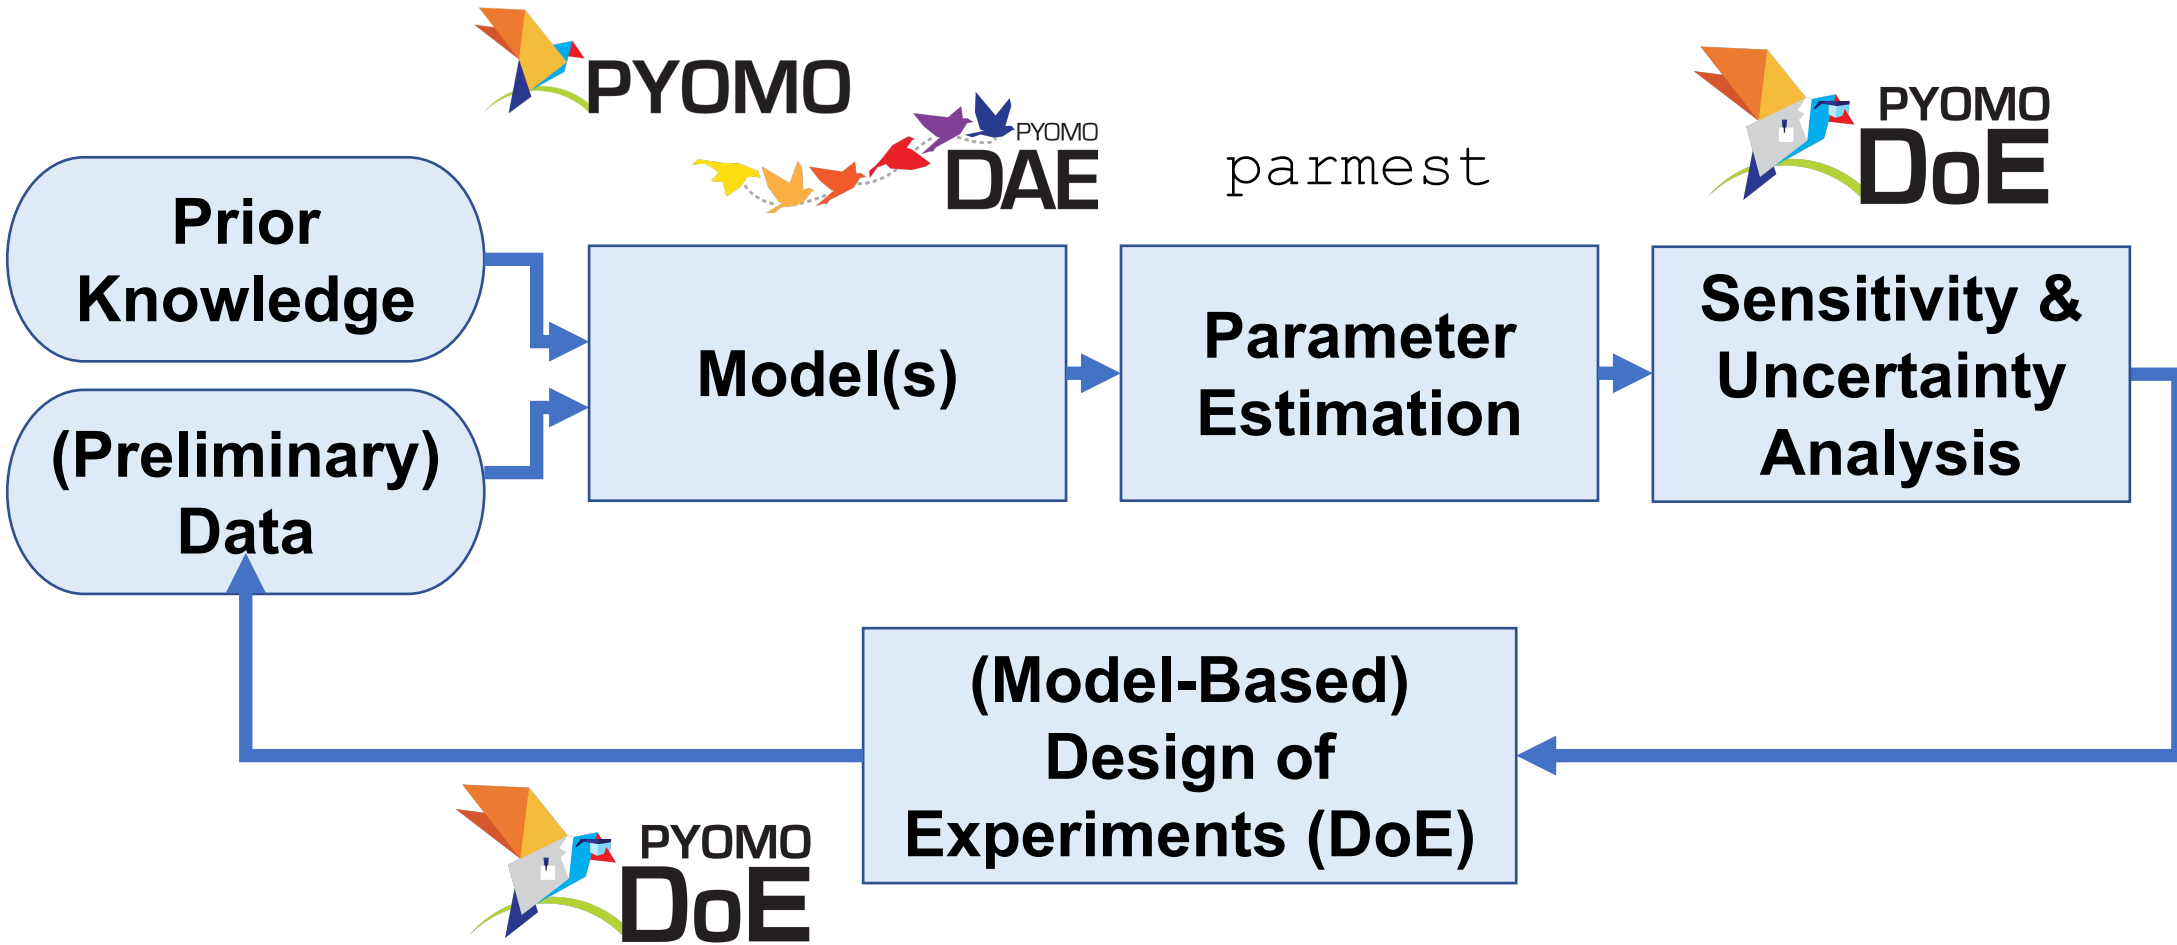 PYOMO
PYOMO
DAE
parmest
PYOMO
DoE
Prior
Knowledge
(Preliminary)
Data
Model(s)
Parameter
Estimation
Sensitivity &
Uncertainty
Analysis
(Model-Based)
Design of
Experiments (DoE)
PYOMO
DoE